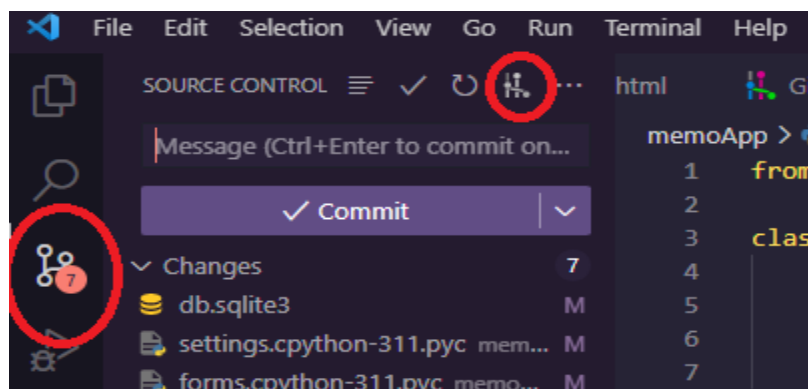 File Edit Selection View Go Run Terminal Help
SOURCE CONTROL
html
G
Message (Ctrl+Enter to commit on...
memoApp >
Commit
1 from
2
3 clas
4
5
6
7
7
Changes 7
db.sqlite3 M
settings.cpython-311.pyc mem... M
forms.cpython-311.pyc memo... M